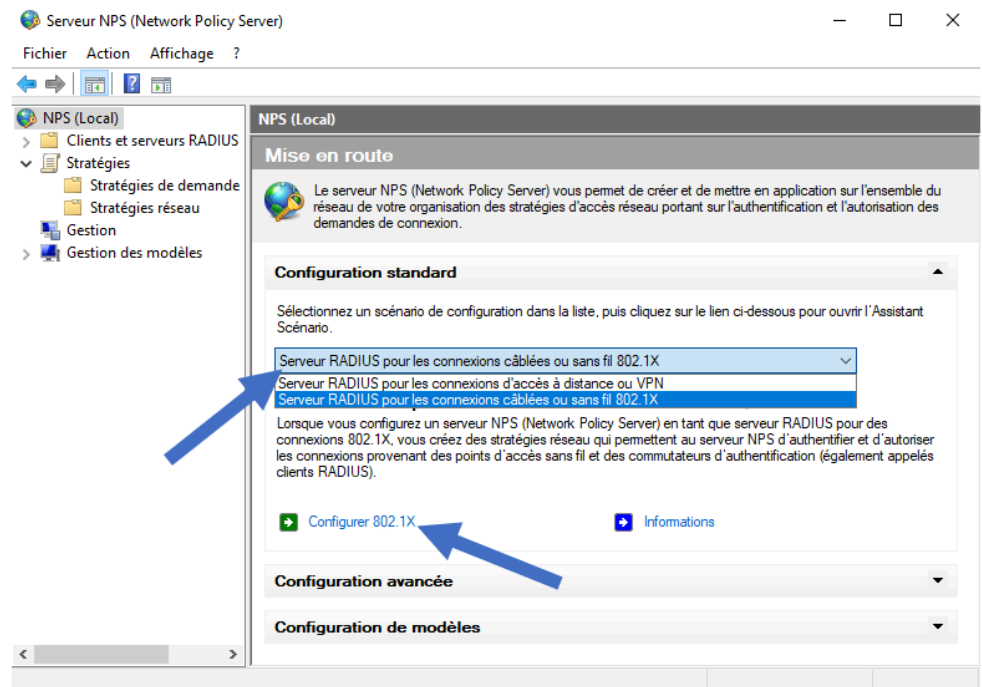 Serveur NPS (Network Policy Server)
Fichier Action Affichage ?
NPS (Local)
Clients et serveurs RADIUS
Stratégies
Stratégies de demande
Stratégies réseau
Gestion
Gestion des modèles
NPS (Local)
Mise en route
Le serveur NPS (Network Policy Server) vous permet de créer et de mettre en application sur l'ensemble du
réseau de votre organisation des stratégies d'accès réseau portant sur l'authentification et l'autorisation des
demandes de connexion.
Configuration standard
Sélectionnez un scénario de configuration dans la liste, puis cliquez sur le lien ci-dessous pour ouvrir l'Assistant
Scénario.
Serveur RADIUS pour les connexions câblées ou sans fil 802.1X
Serveur RADIUS pour les connexions d'accès à distance ou VPN
Serveur RADIUS pour les connexions câblées ou sans fil 802.1X
Lorsque vous configurez un serveur NPS (Network Policy Server) en tant que serveur RADIUS pour des
connexions 802.1X, vous créez des stratégies réseau qui permettent au serveur NPS d'authentifier et d'autoriser
les connexions provenant des points d'accès sans fil et des commutateurs d'authentification (également appelés
clients RADIUS).
Configurer 802.1X
Informations
Configuration avancée
Configuration de modèles